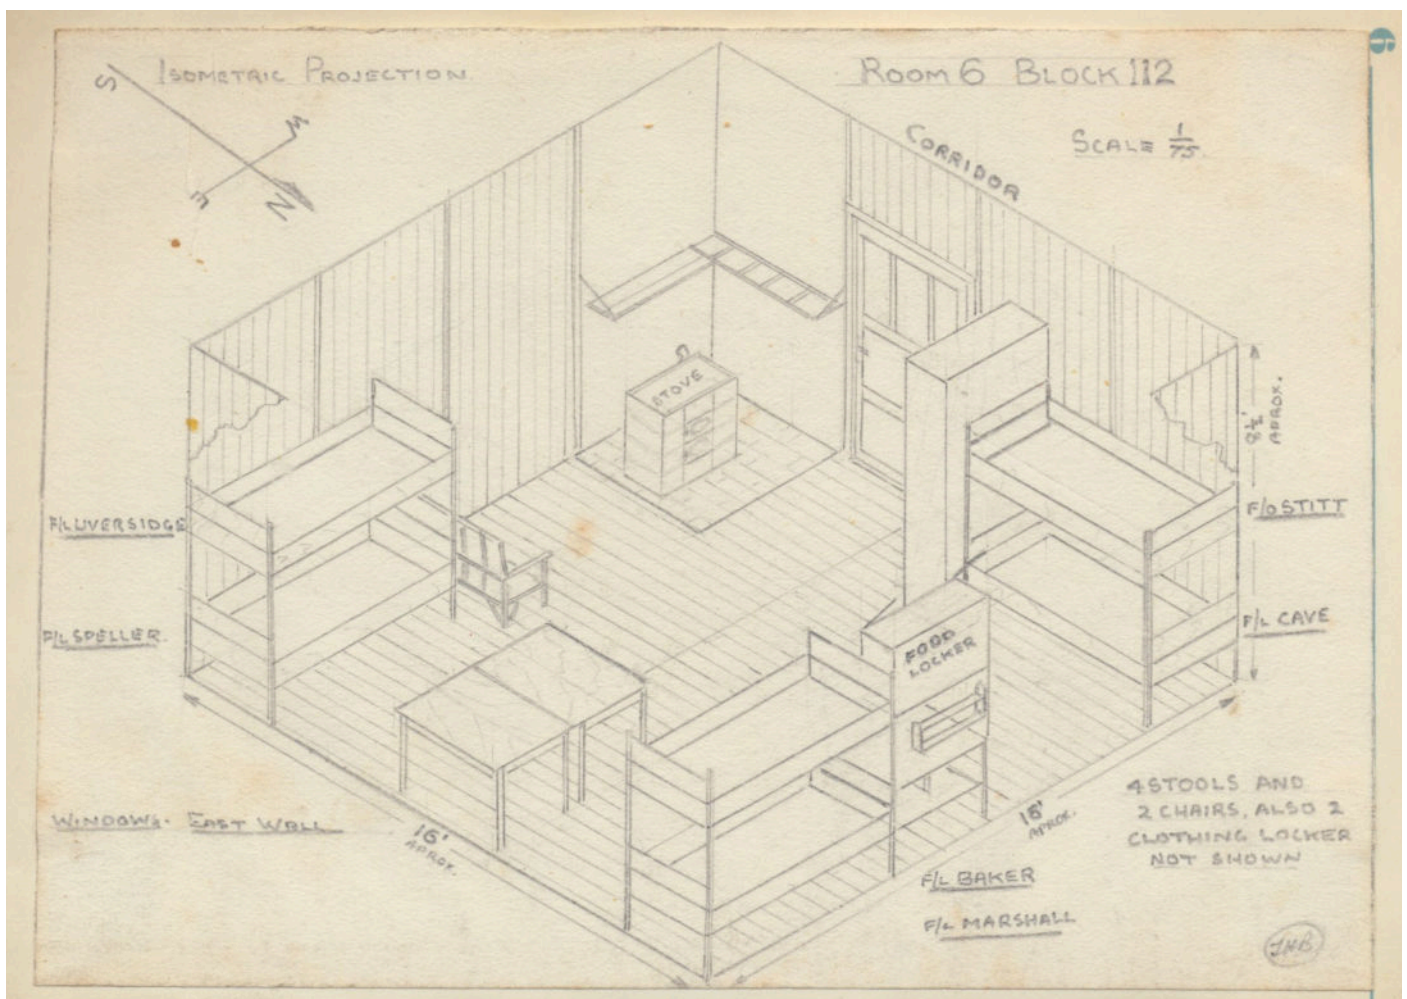 ISOMETRIC PROJECTION
ROOM 6 BLOCK 112
6
S
W
E
N
CORRIDOR
SCALE 1/75
STOVE
8½'
APROX.
F/L LIVERSIDGE
F/O STITT
F/L SPELLER.
F/L CAVE
FOOD
LOCKER
WINDOWS. EAST WALL
16'
APROX.
16'
APROX.
4 STOOLS AND
2 CHAIRS, ALSO 2
CLOTHING LOCKER
NOT SHOWN
F/L BAKER
F/L MARSHALL
JHB